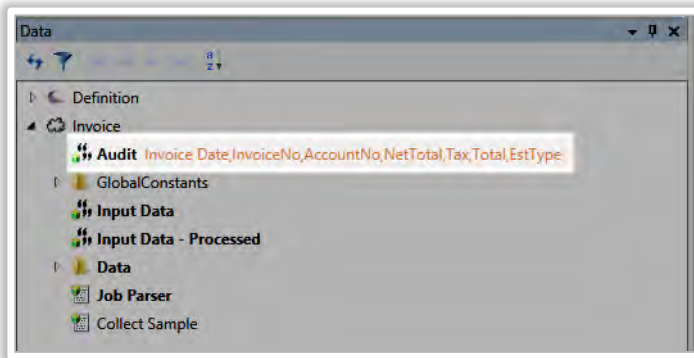 Data
a
z
Definition
Invoice
Audit Invoice Date,InvoiceNo,AccountNo,NetTotal,Tax,Total,EstType
GlobalConstants
Input Data
Input Data - Processed
Data
Job Parser
Collect Sample